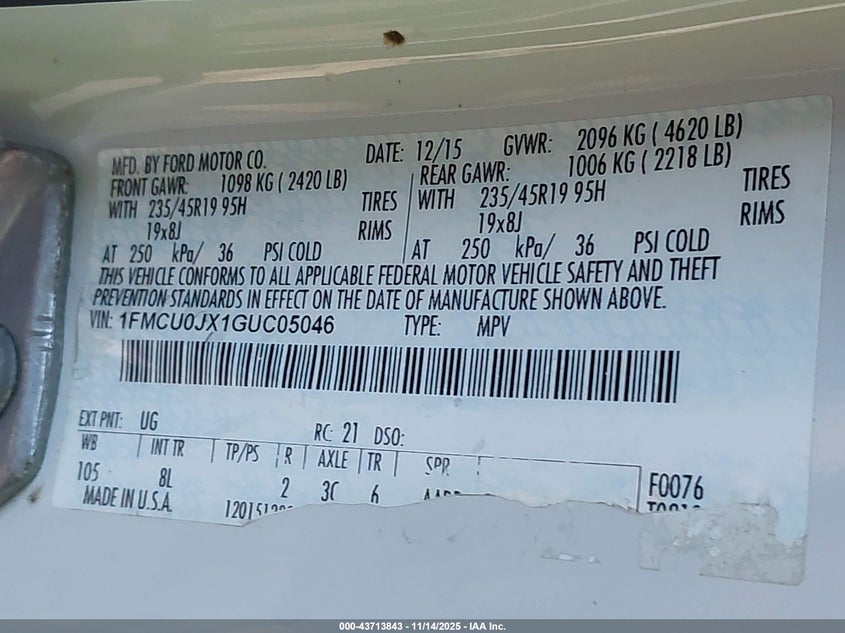 MFD. BY FORD MOTOR CO. DATE: 12/15 GVWR: 2096 KG ( 4620 LB)
FRONT GAWR: 1098 KG ( 2420 LB) REAR GAWR: 1006 KG ( 2218 LB)
WITH 235/45R19 95H TIRES WITH 235/45R19 95H TIRES
19x8J RIMS 19x8J RIMS
AT 250 kPa/ 36 PSI COLD AT 250 kPa/ 36 PSI COLD
THIS VEHICLE CONFORMS TO ALL APPLICABLE FEDERAL MOTOR VEHICLE SAFETY AND THEFT
PREVENTION STANDARDS IN EFFECT ON THE DATE OF MANUFACTURE SHOWN ABOVE.
VIN: 1FMCU0JX1GUC05046 TYPE: MPV
EXT PNT: UG RC: 21 DSO:
WB INT TR TP/PS R AXLE TR SPR
105 8L 2 3C 6 F0076
MADE IN U.S.A.
000-43713843 - 11/14/2025 - IAA Inc.